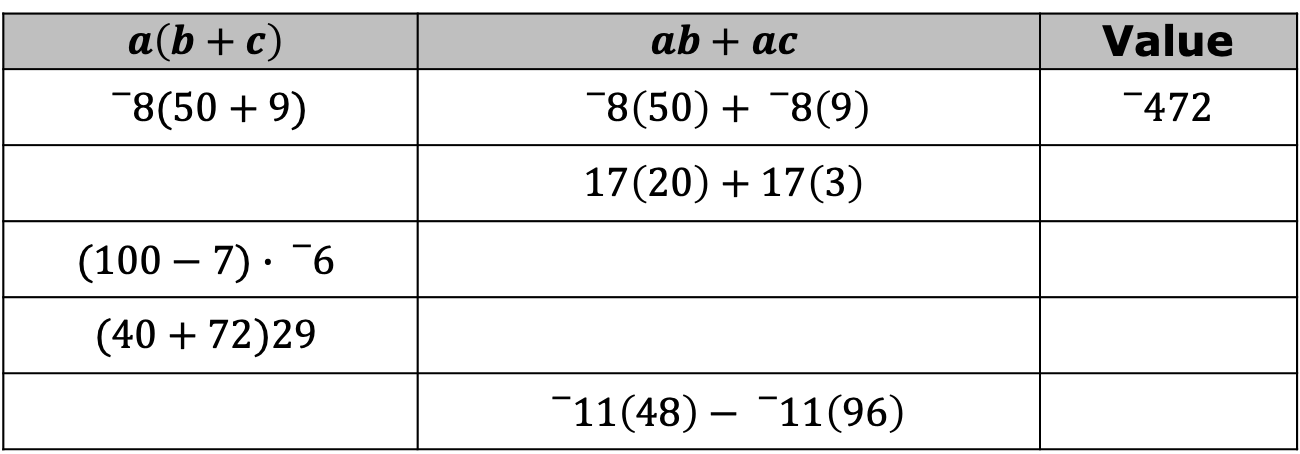 a(b + c) ab + ac Value
⁻8(50 + 9) ⁻8(50) + ⁻8(9) ⁻472
17(20) + 17(3)
(100 − 7) · ⁻6
(40 + 72)29
⁻11(48) − ⁻11(96)